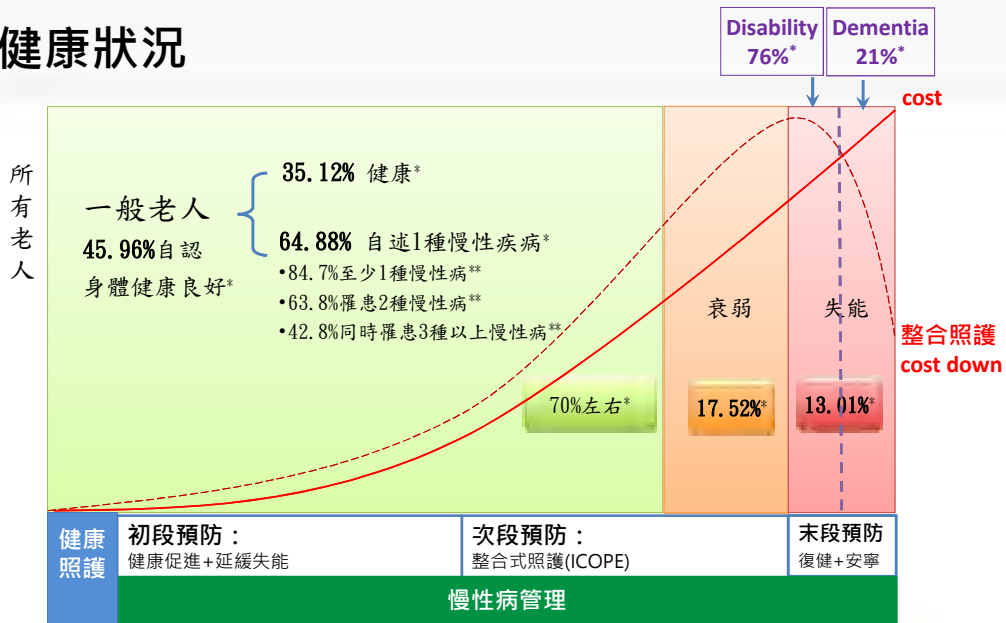 健康狀況
Disability
76%*
Dementia
21%*
cost
所有老人
一般老人
45.96%自認
身體健康良好*
35.12% 健康*
64.88% 自述1種慢性疾病*
•84.7%至少1種慢性病**
•63.8%罹患2種慢性病**
•42.8%同時罹患3種以上慢性病**
衰弱
失能
整合照護
cost down
70%左右*
17.52%*
13.01%*
健康
照護
初段預防：
健康促進+延緩失能
次段預防：
整合式照護(ICOPE)
末段預防
復健+安寧
慢性病管理